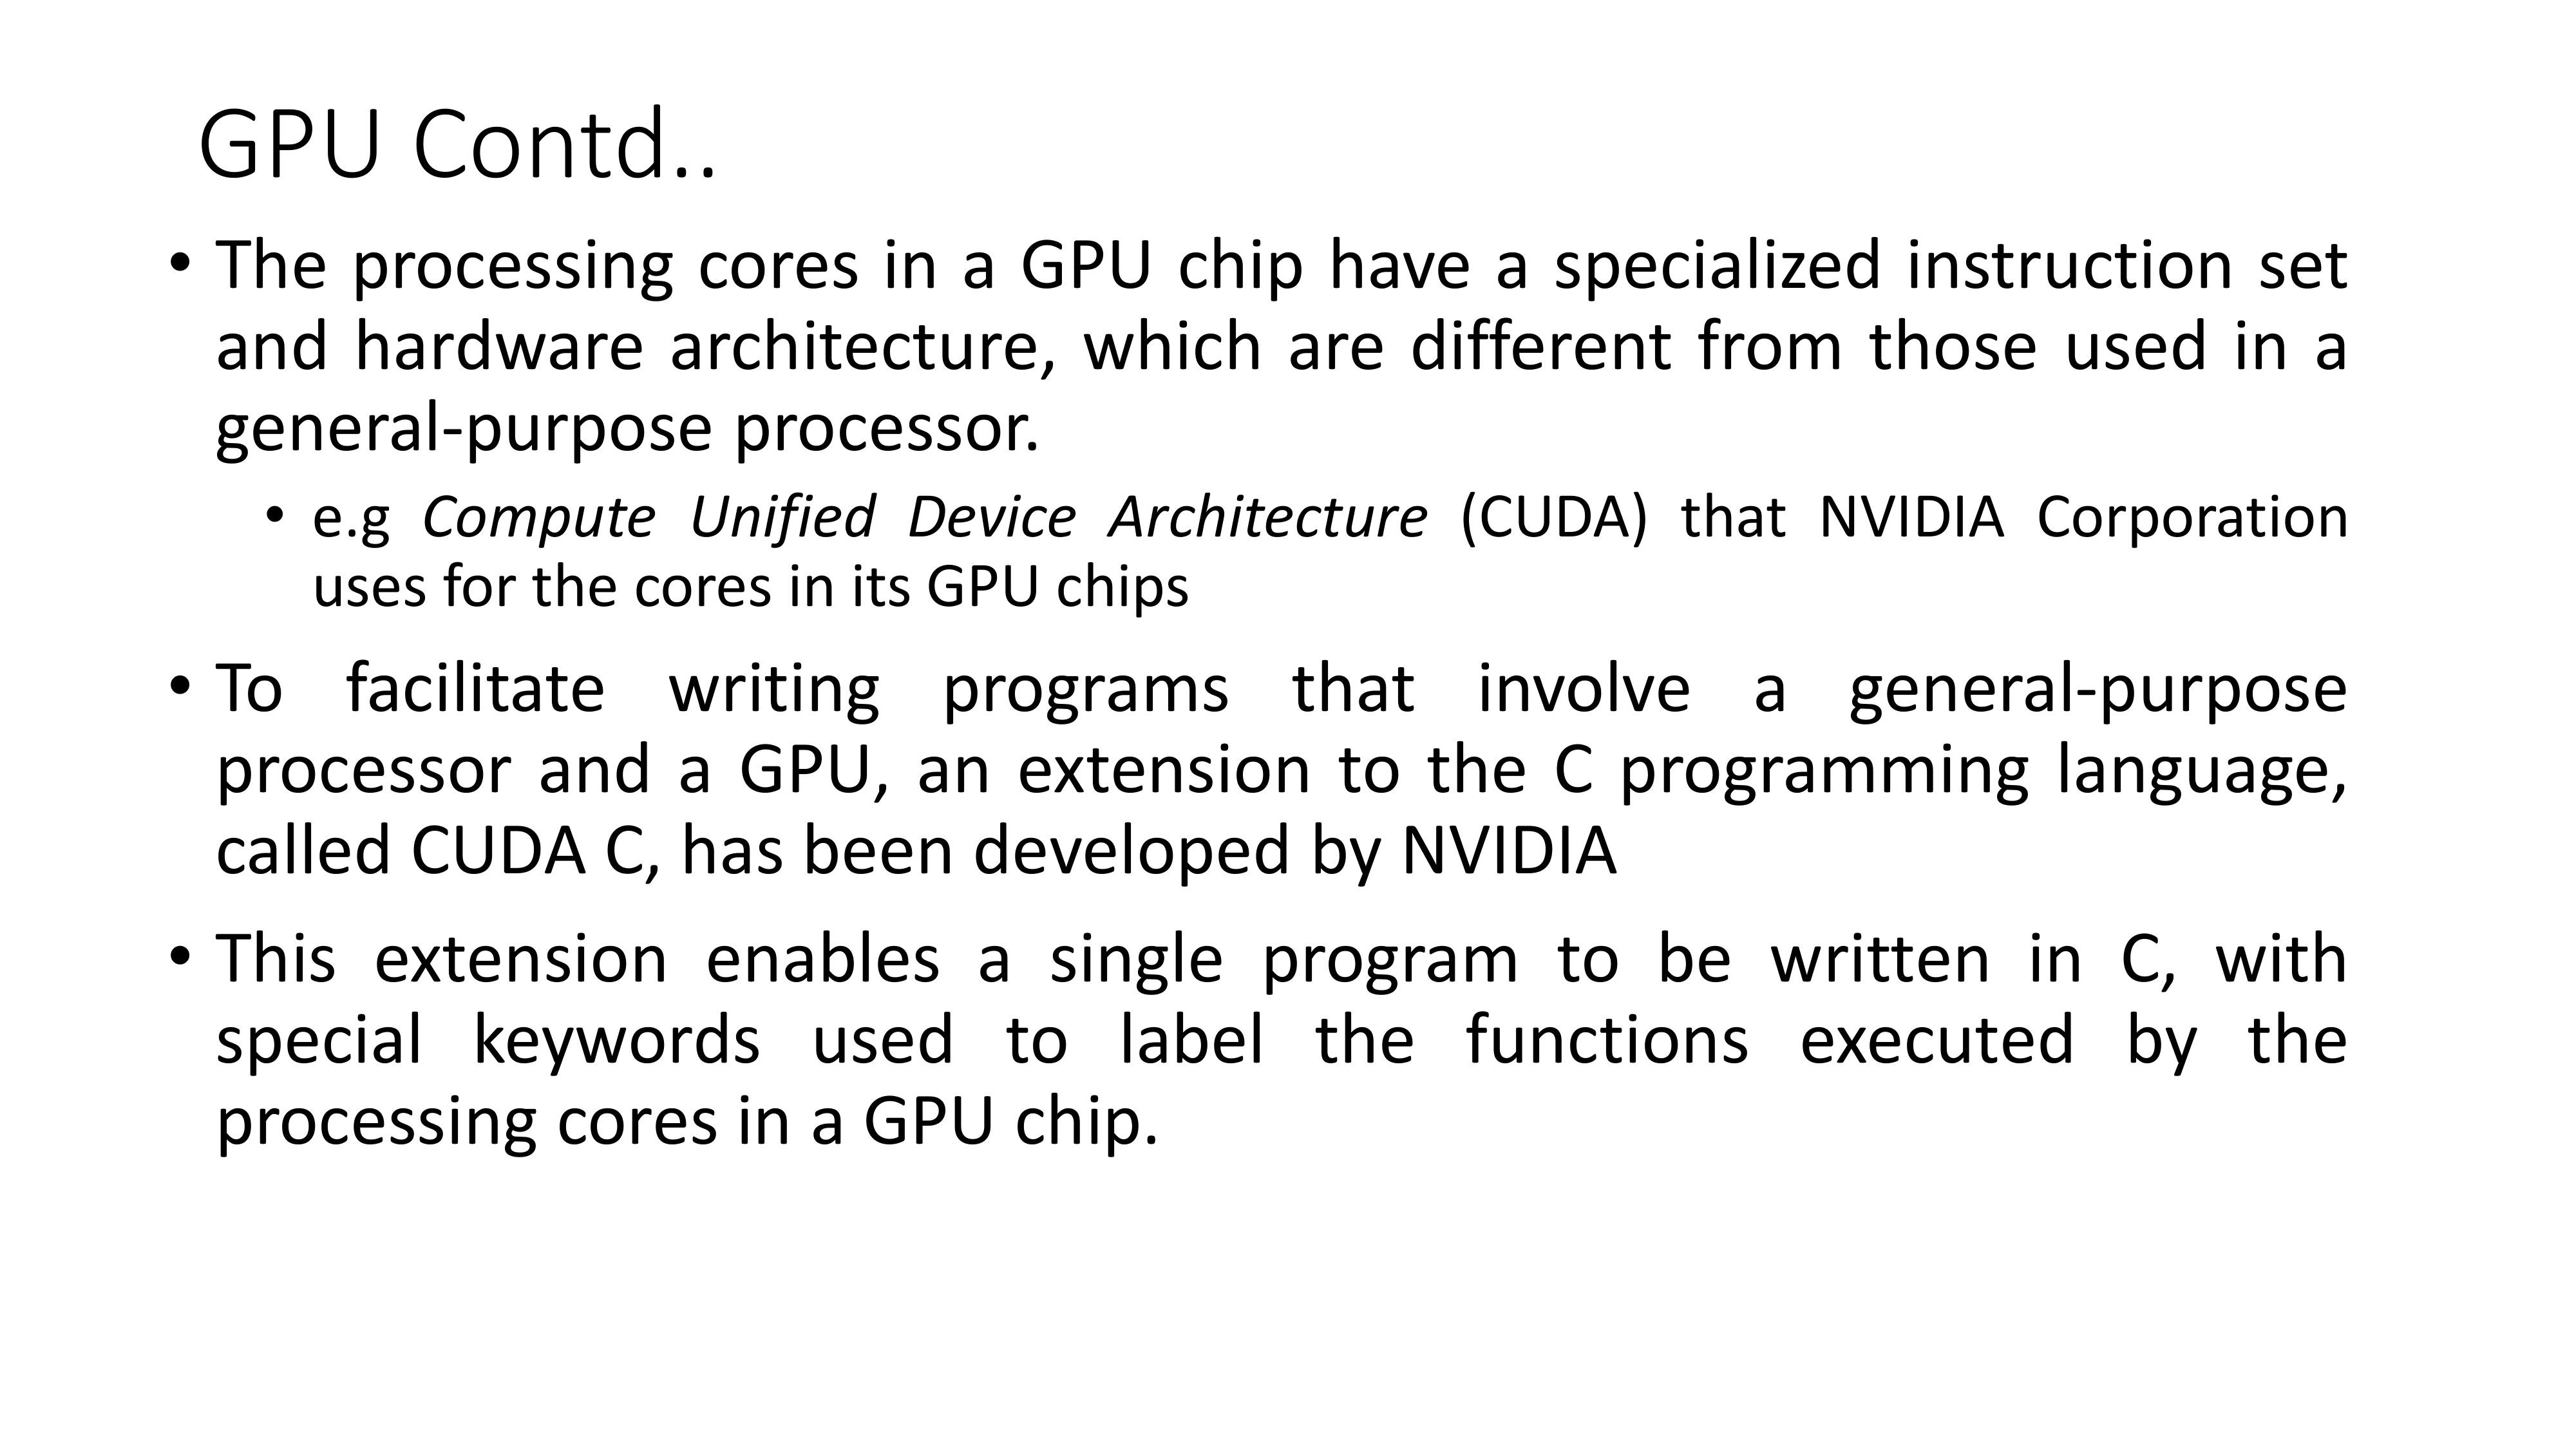 GPU Contd..
• The processing cores in a GPU chip have a specialized instruction set
and hardware architecture, which are different from those used in a
general-purpose processor.
• e.g Compute Unified Device Architecture (CUDA) that NVIDIA Corporation
uses for the cores in its GPU chips
• To facilitate writing programs that involve a general-purpose
processor and a GPU, an extension to the C programming language,
called CUDA C, has been developed by NVIDIA
• This extension enables a single program to be written in C, with
special keywords used to label the functions executed by the
processing cores in a GPU chip.